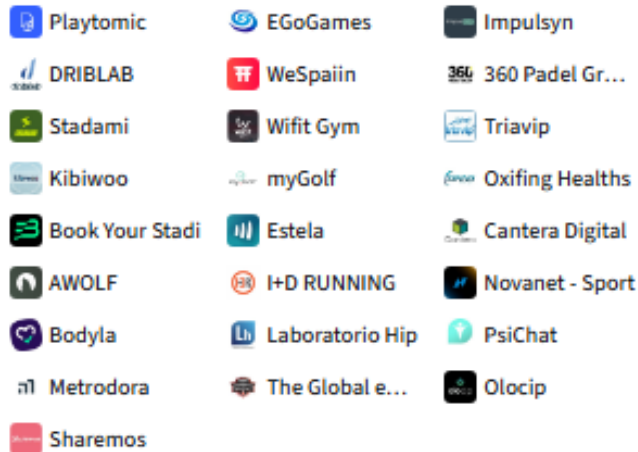 Playtomic
EGoGames
Impulsyn
DRIBLAB
WeSpaiin
360 Padel Gr...
Stadami
Wifit Gym
Triavip
Kibiwoo
myGolf
Oxifing Healths
Book Your Stadi
Estela
Cantera Digital
AWOLF
I+D RUNNING
Novanet - Sport
Bodyla
Laboratorio Hip
PsiChat
Metrodora
The Global e...
Olocip
Sharemos